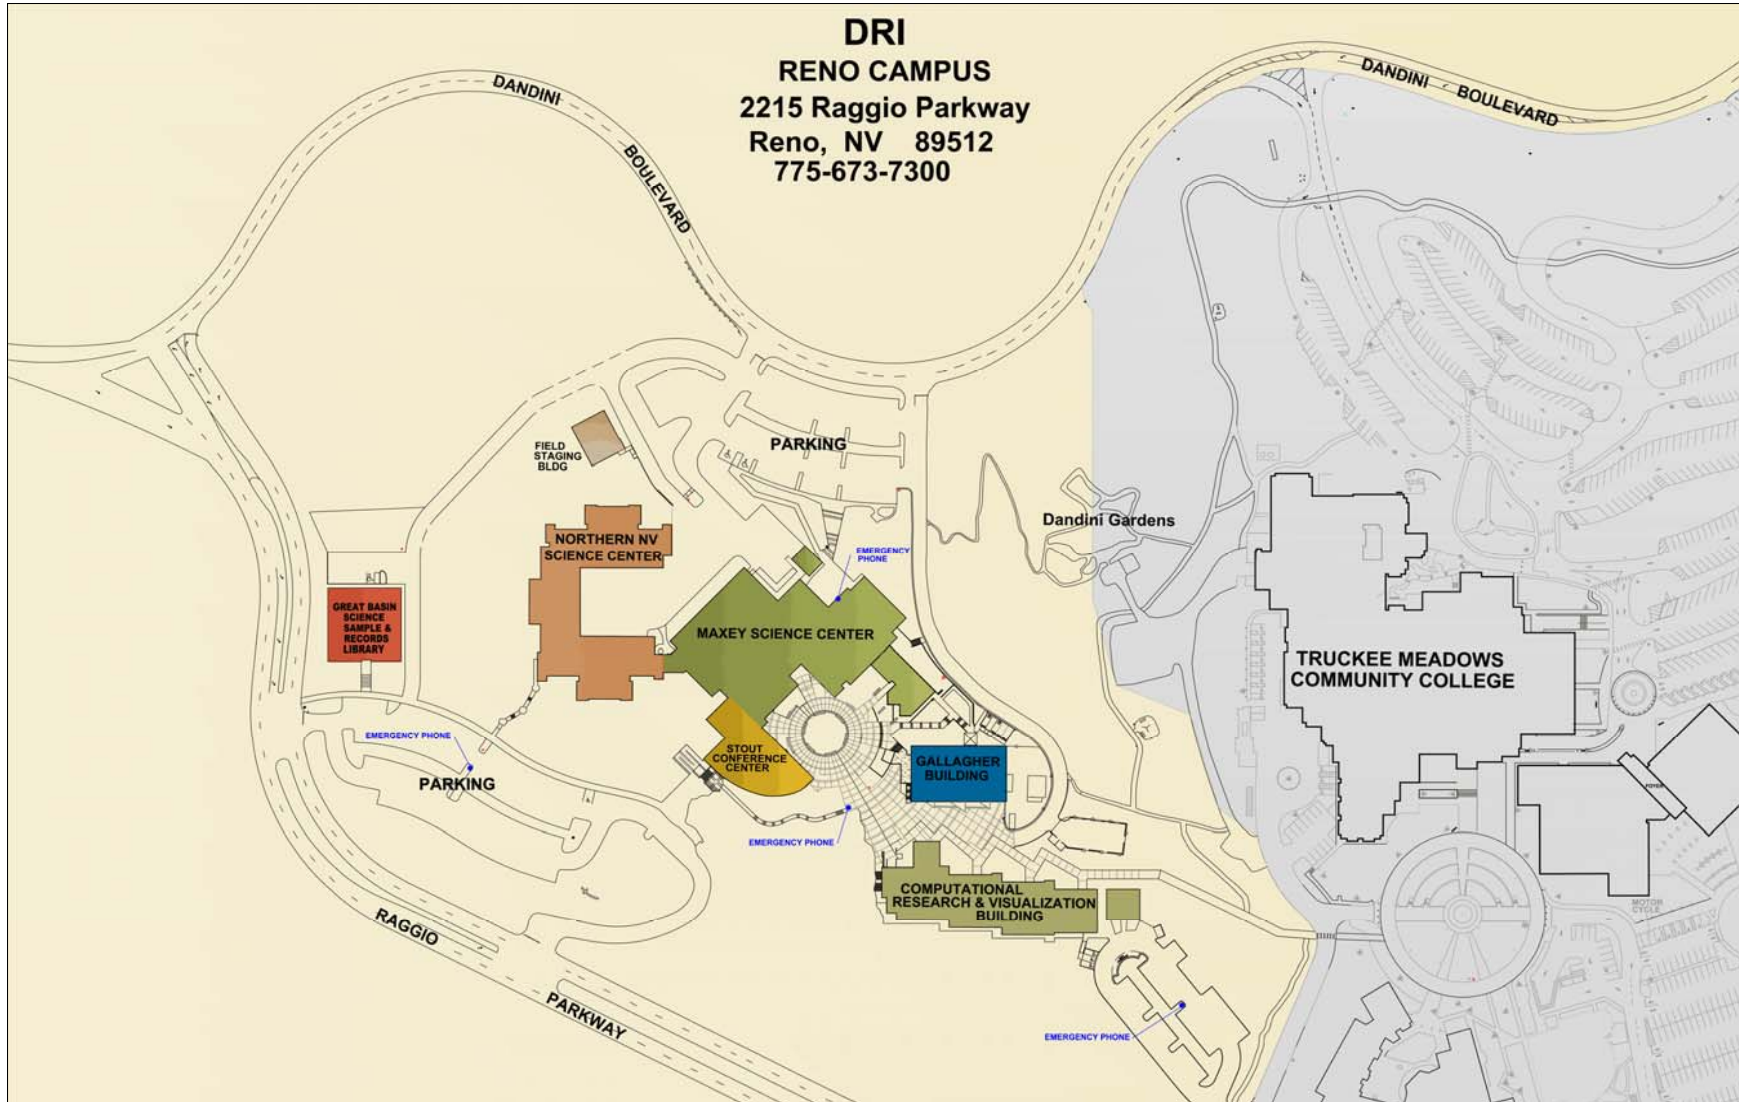 DRI
RENO CAMPUS
2215 Raggio Parkway
Reno, NV 89512
775-673-7300
DANDINI
BOULEVARD
DANDINI
BOULEVARD
PARKING
FIELD
STAGING
BLDG
Dandini Gardens
NORTHERN NV
SCIENCE CENTER
EMERGENCY
PHONE
GREAT BASIN
SCIENCE
SAMPLE &
RECORDS
LIBRARY
MAXEY SCIENCE CENTER
TRUCKEE MEADOWS
COMMUNITY COLLEGE
EMERGENCY PHONE
PARKING
STOUT
CONFERENCE
CENTER
GALLAGHER
BUILDING
FOYER
EMERGENCY PHONE
COMPUTATIONAL
RESEARCH & VISUALIZATION
BUILDING
MOTOR
CYCLE
RAGGIO
PARKWAY
EMERGENCY PHONE